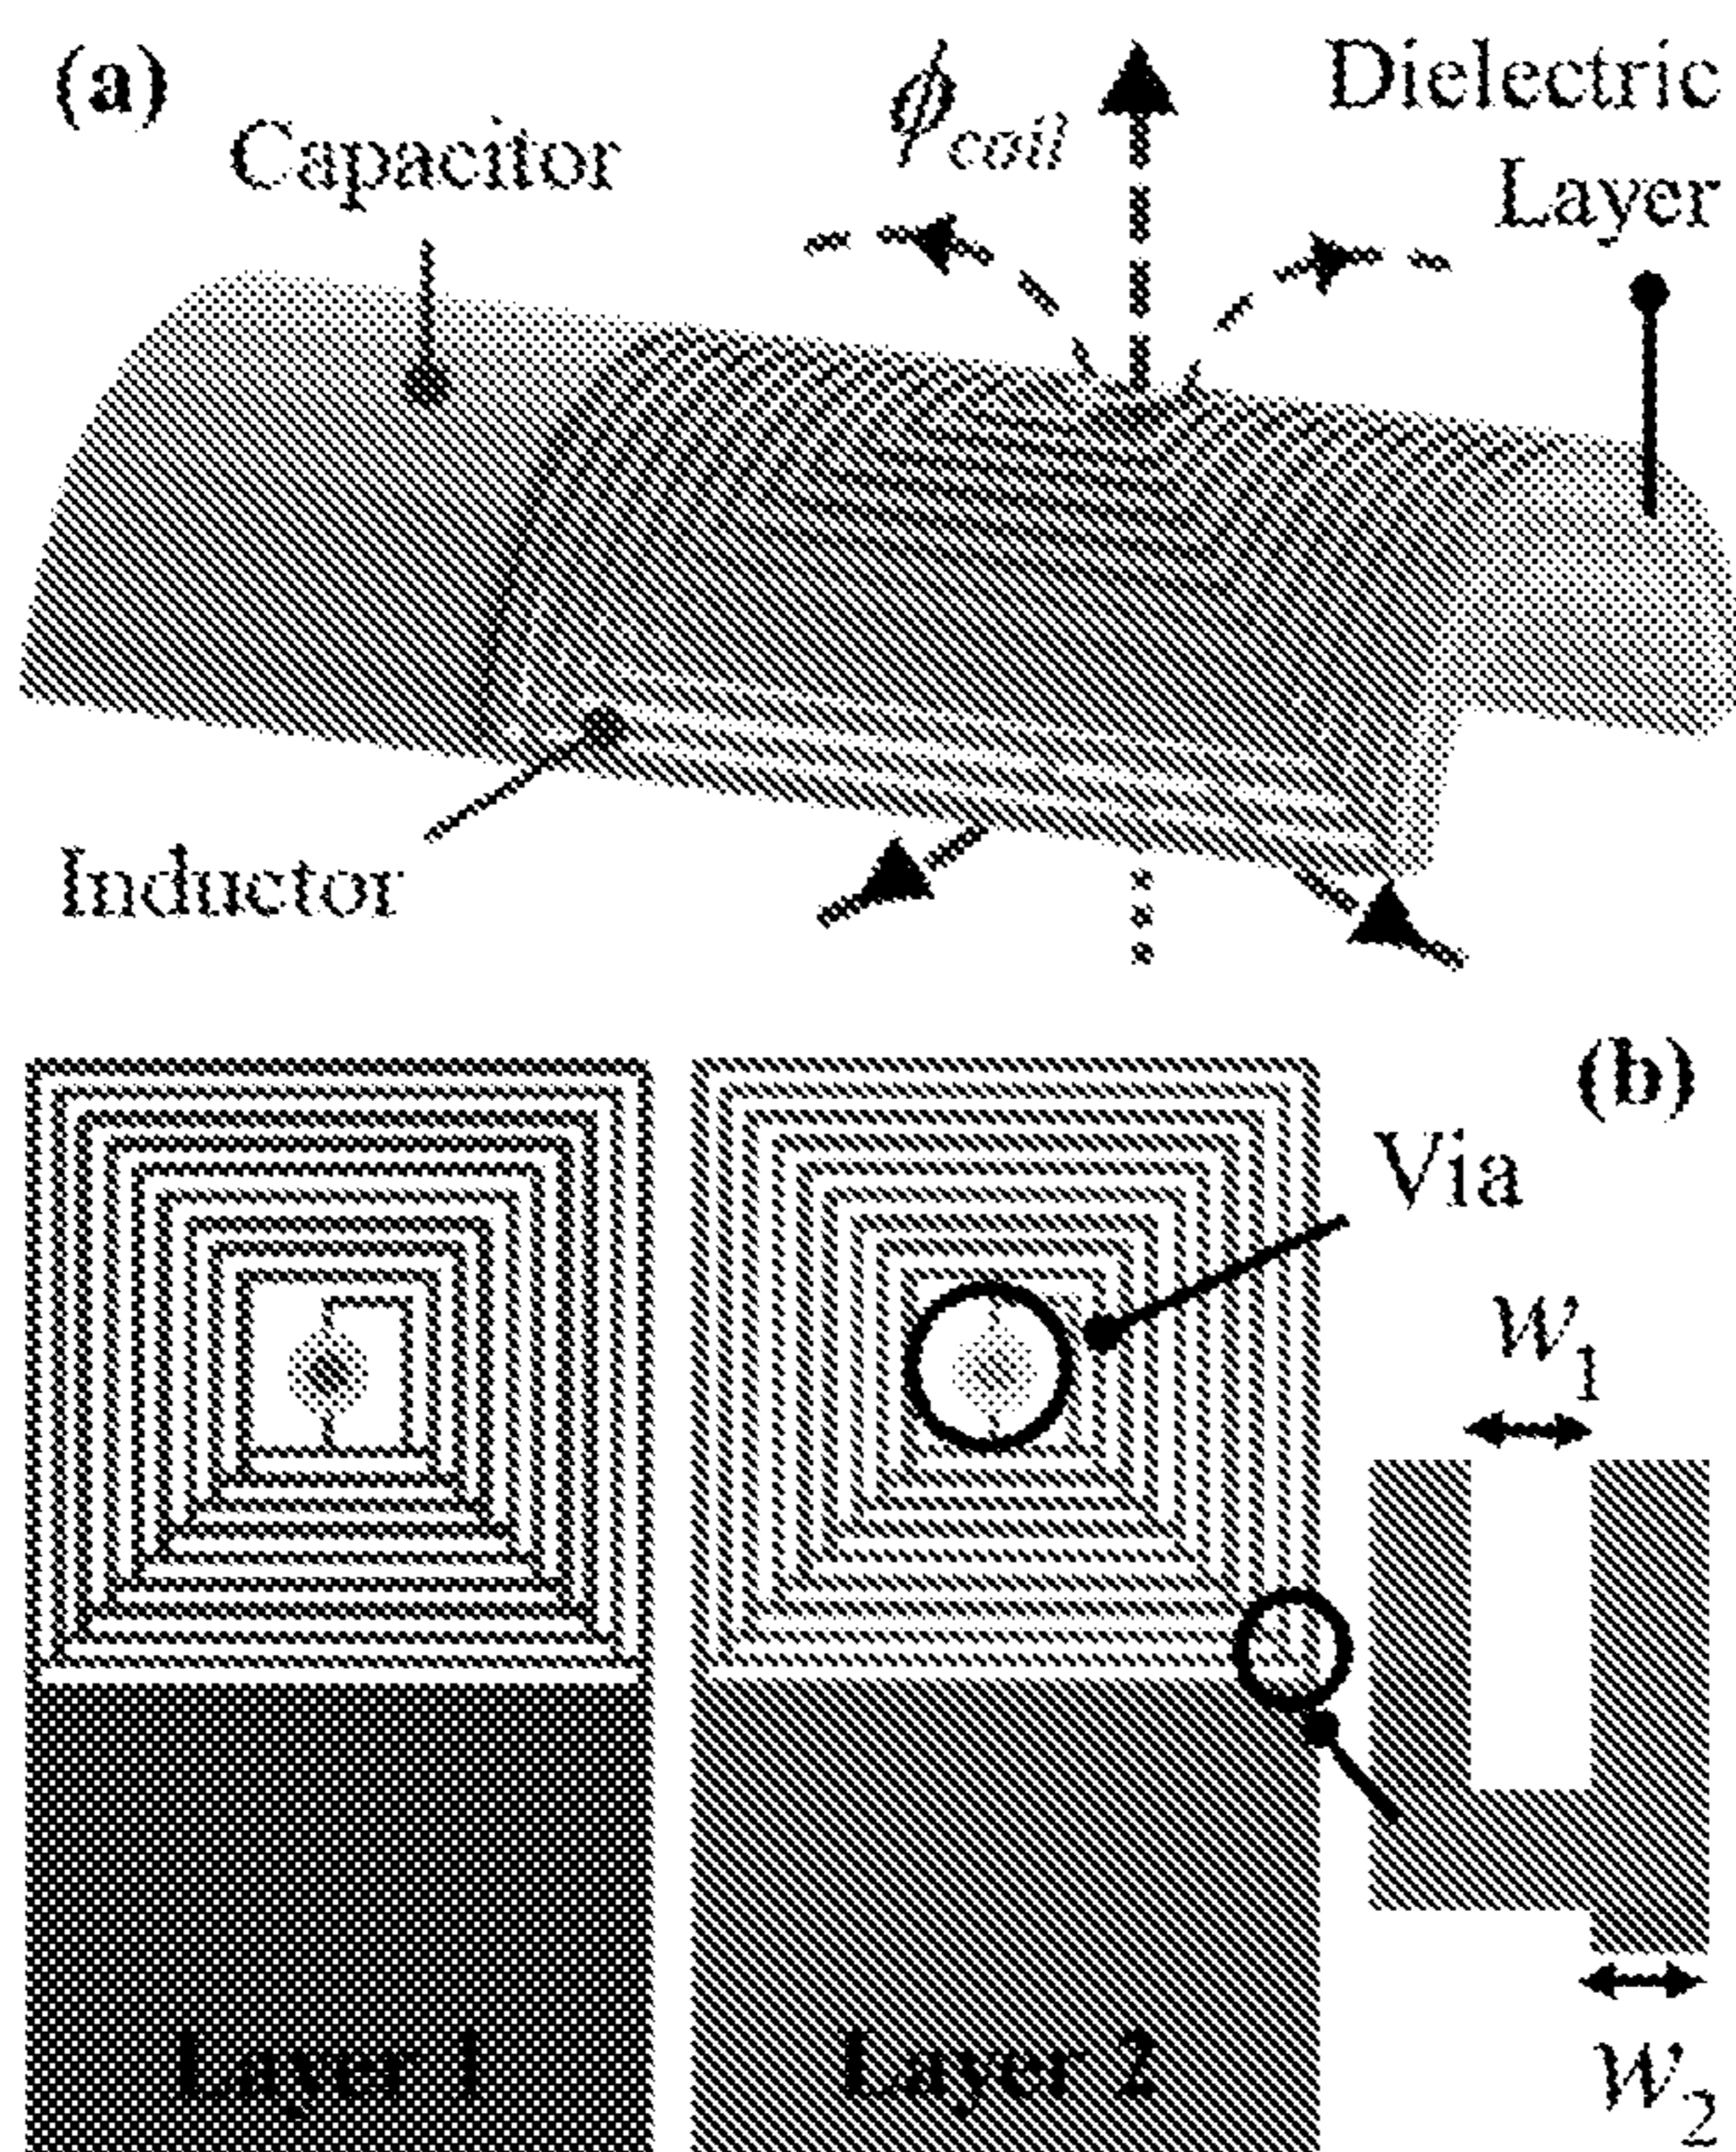 (a)
Capacitor
ϕcoil
Dielectric
Layer
Inductor
(b)
Via
W1
W2
Layer 1
Layer 2